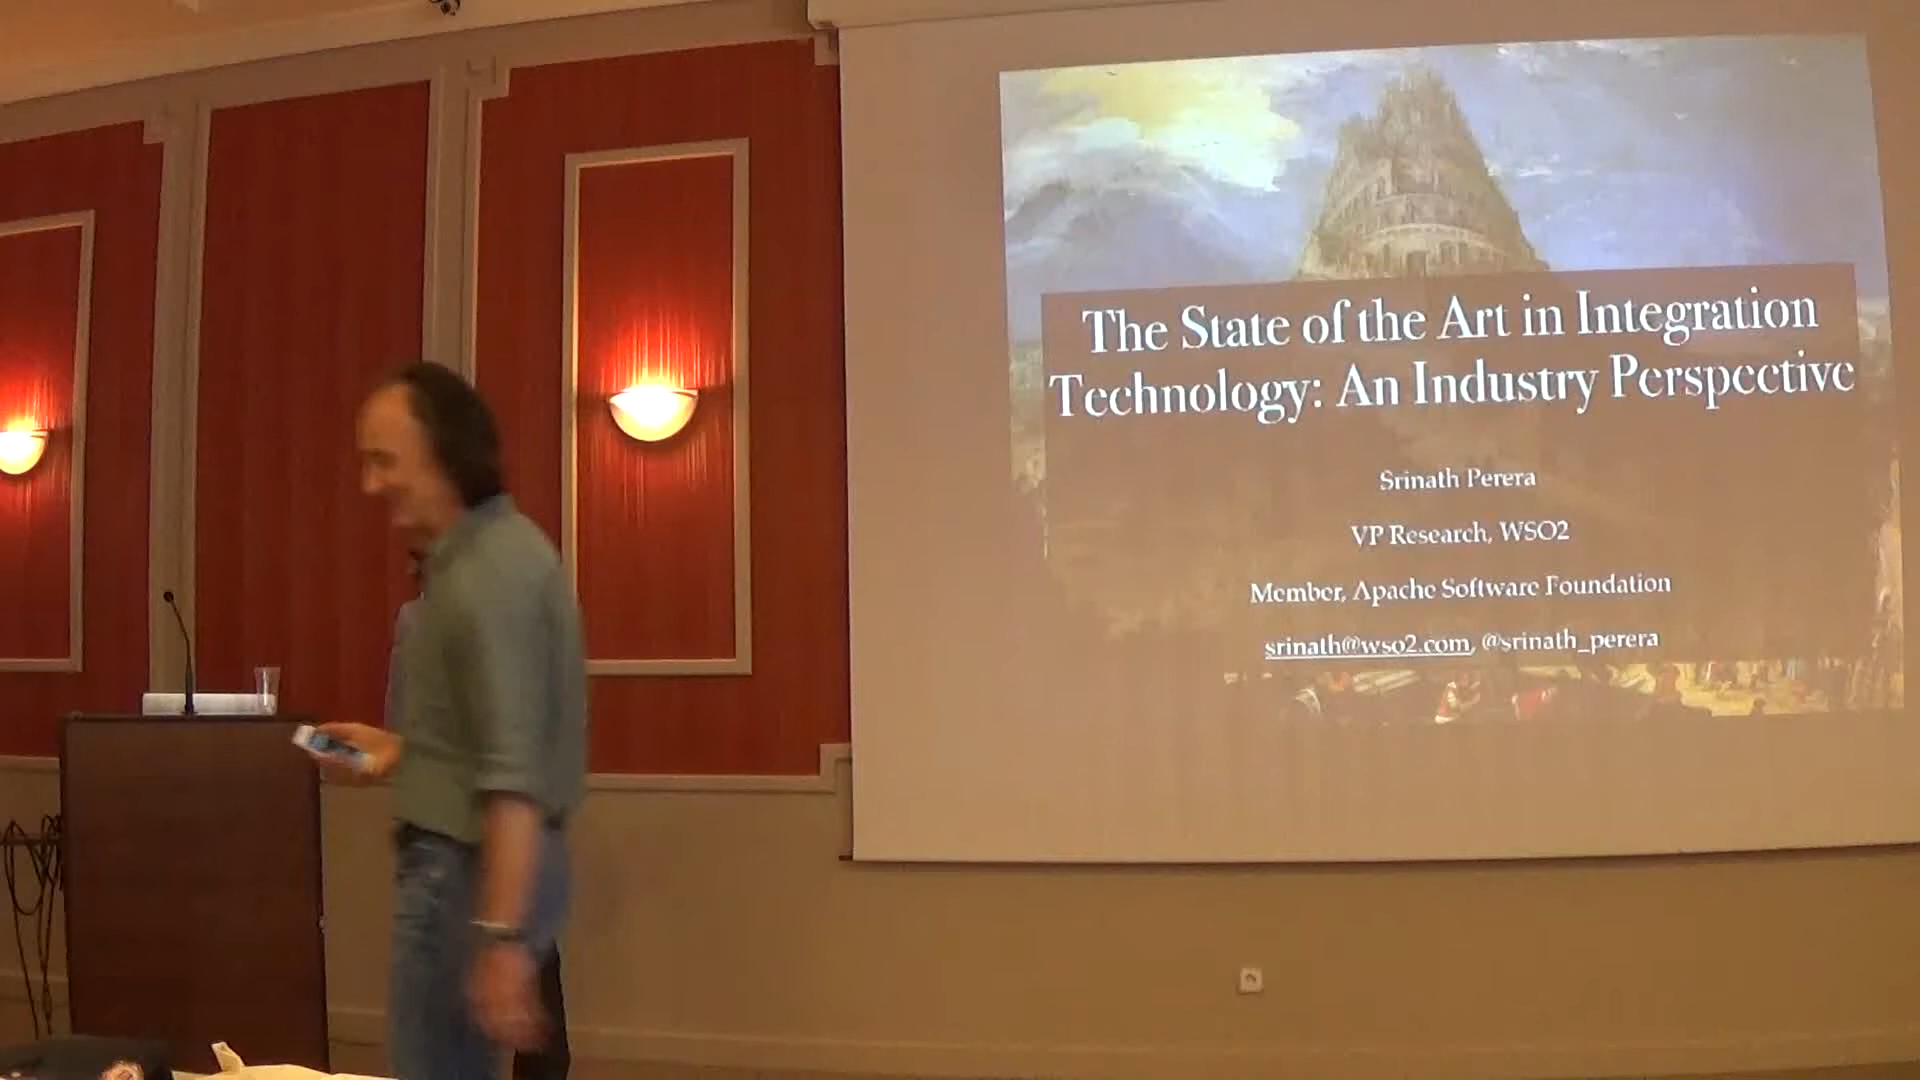 The State of the Art in Integration
Technology: An Industry Perspective
Srinath Perera
VP Research, WSO2
Member, Apache Software Foundation
srinath@wso2.com, @srinath_perera